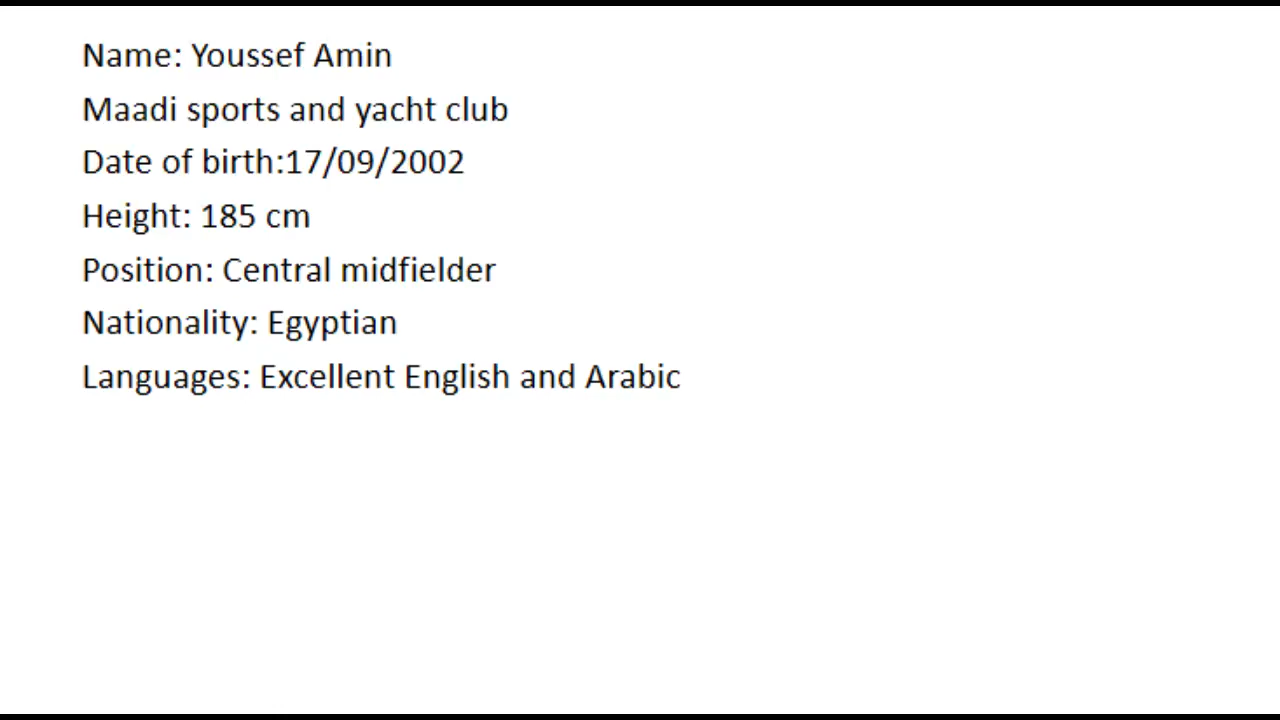 Name: Youssef Amin
Maadi sports and yacht club
Date of birth:17/09/2002
Height: 185 cm
Position: Central midfielder
Nationality: Egyptian
Languages: Excellent English and Arabic